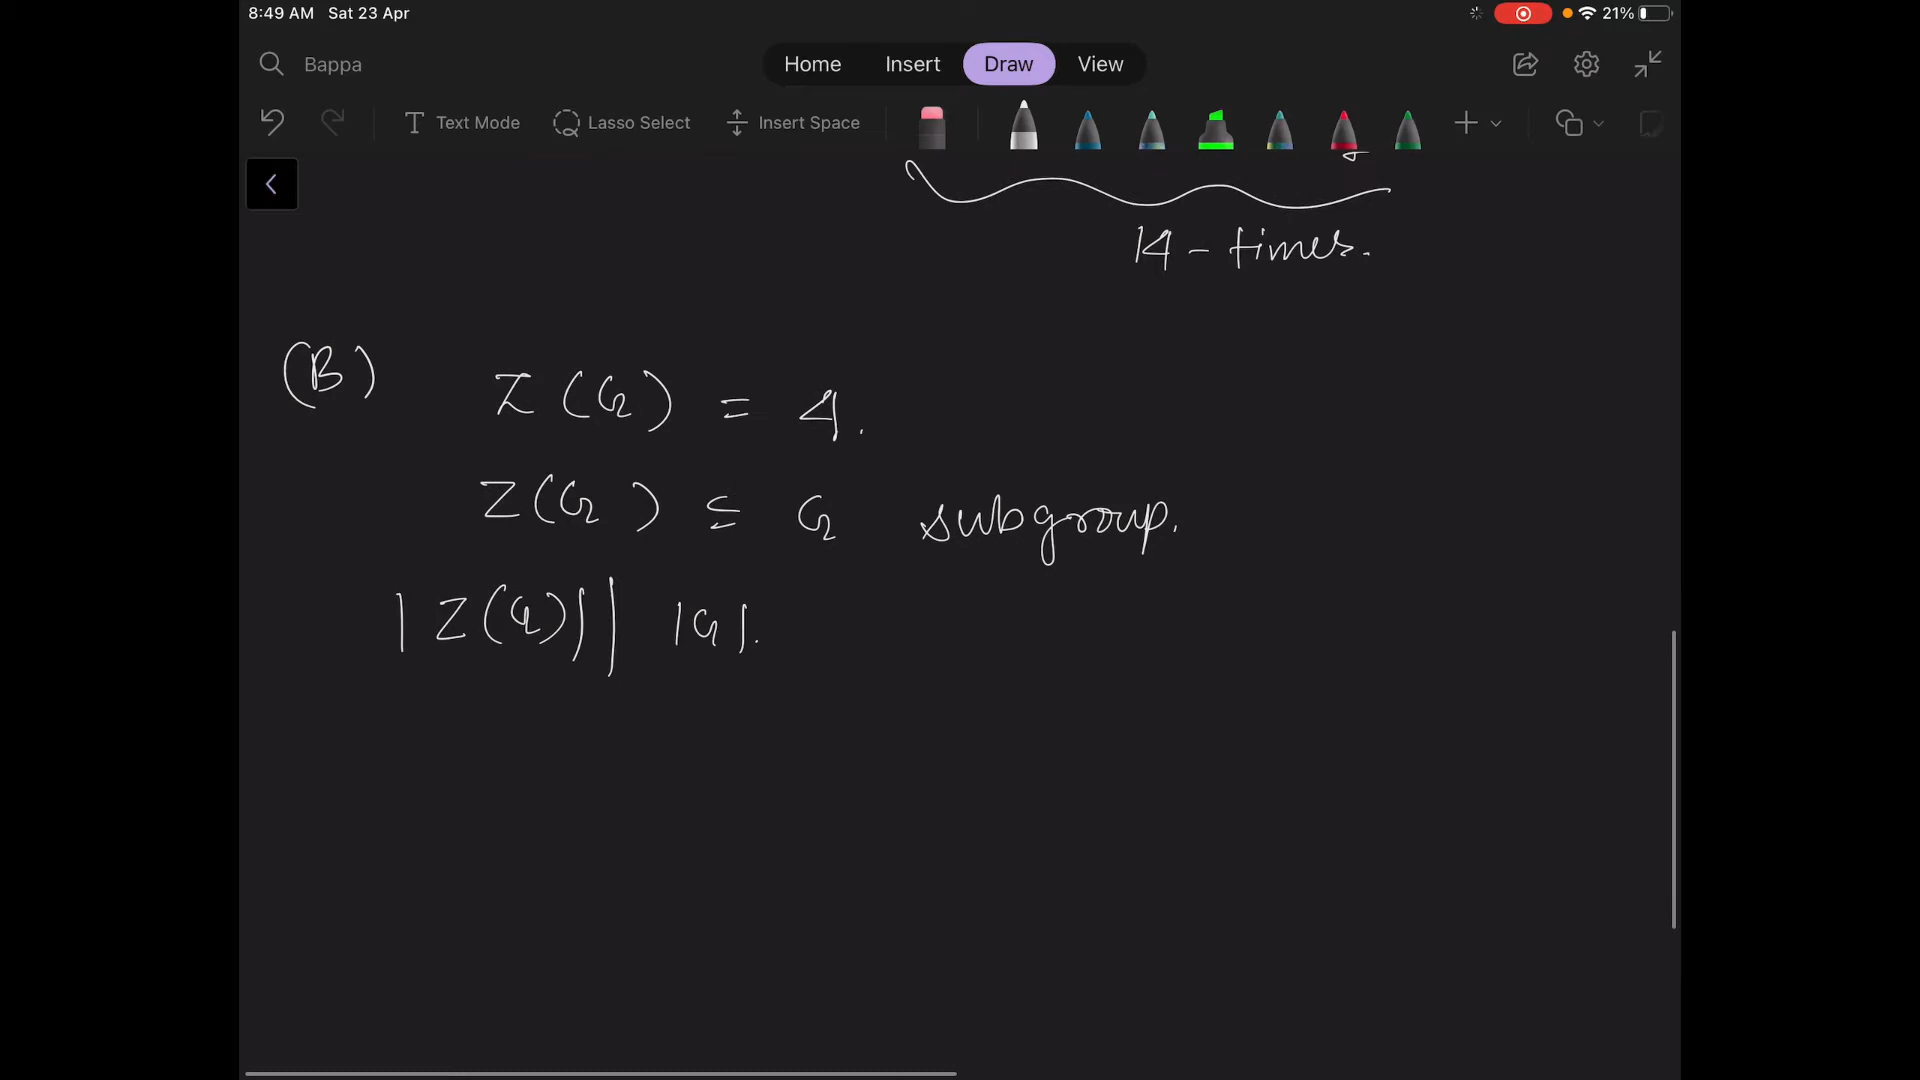 8:49 AM Sat 23 Apr 21%
Bappa Home Insert Draw View
Text Mode Lasso Select Insert Space
14 - times.
(B) Z (G) = 4.
Z(G) ≤ G subgroup.
|Z(G)| | |G|.